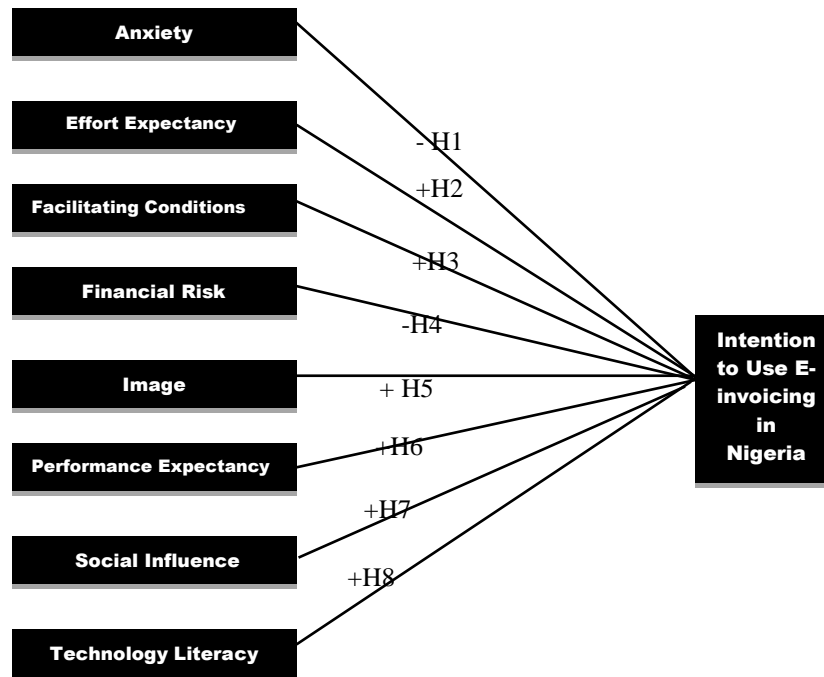 Anxiety
Effort Expectancy
Facilitating Conditions
Financial Risk
Image
Performance Expectancy
Social Influence
Technology Literacy
- H1
+H2
+H3
-H4
+ H5
+H6
+H7
+H8
Intention
to Use E-
invoicing
in
Nigeria